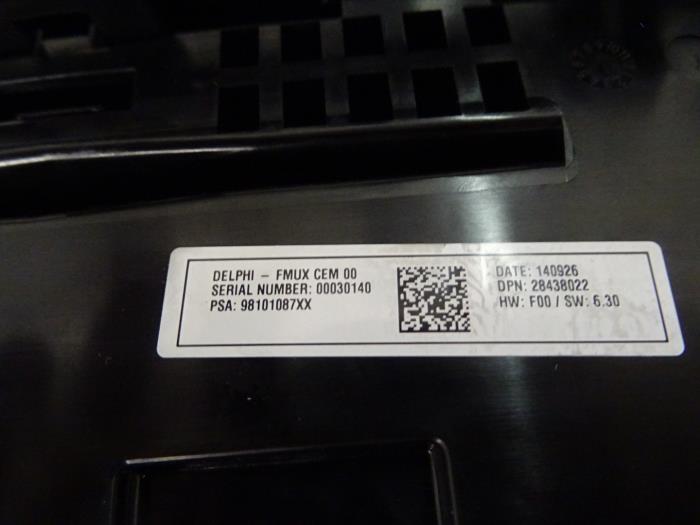 DELPHI – FMUX CEM 00
SERIAL NUMBER: 00030140
PSA: 98101087XX
DATE: 140926
DPN: 28438022
HW: F00 / SW: 6.30